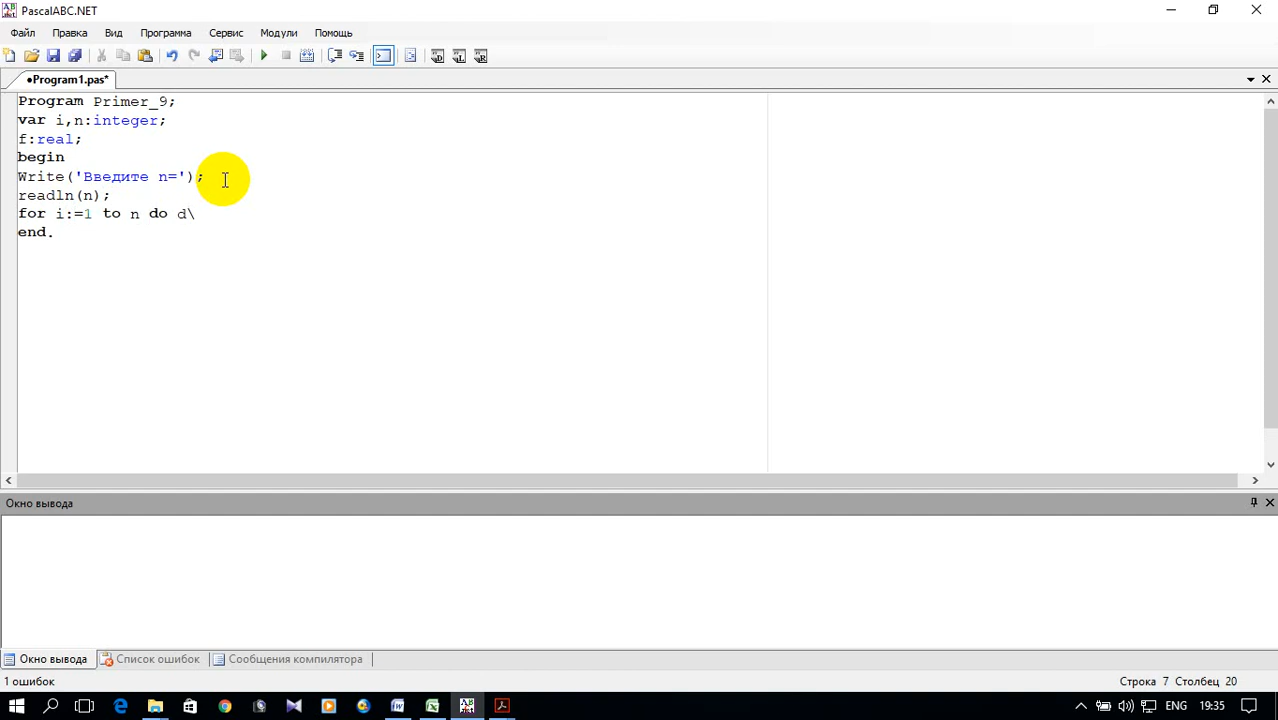 PascalABC.NET
Файл Правка Вид Программа Сервис Модули Помощь
•Program1.pas*
Program Primer_9;
var i,n:integer;
f:real;
begin
Write('Введите n=');
readln(n);
for i:=1 to n do d\
end.
Окно вывода
Окно вывода Список ошибок Сообщения компилятора
1 ошибок Строка 7 Столбец 20
ENG 19:35